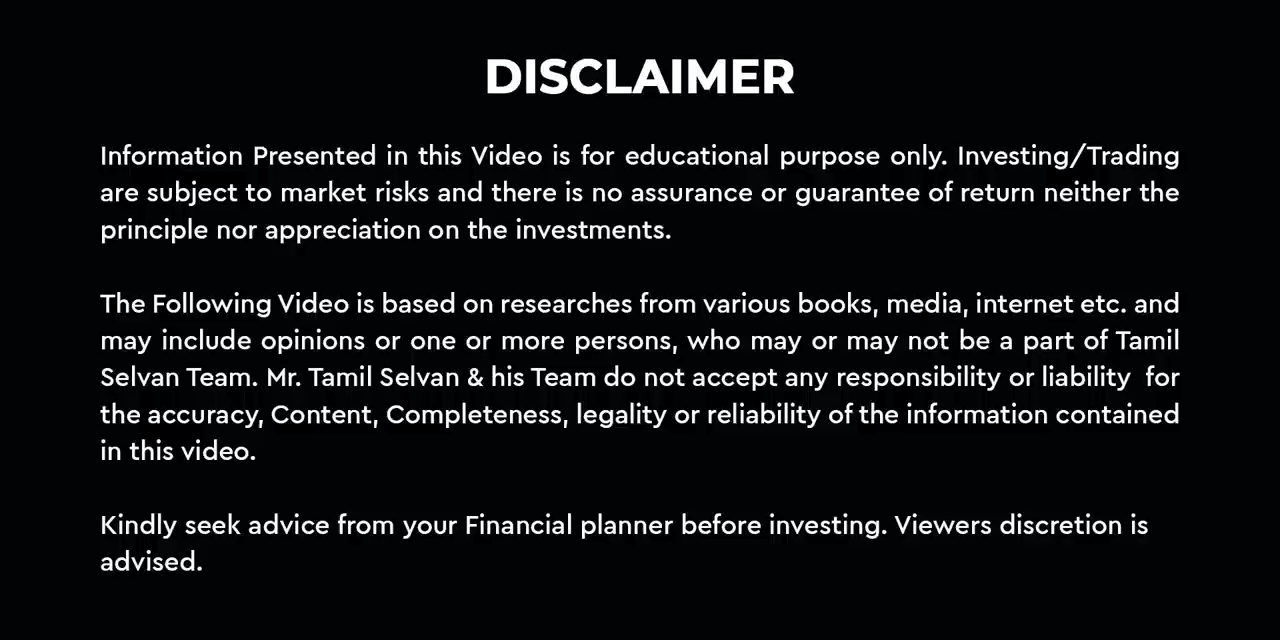 DISCLAIMER
Information Presented in this Video is for educational purpose only. Investing/Trading
are subject to market risks and there is no assurance or guarantee of return neither the
principle nor appreciation on the investments.
The Following Video is based on researches from various books, media, internet etc. and
may include opinions or one or more persons, who may or may not be a part of Tamil
Selvan Team. Mr. Tamil Selvan & his Team do not accept any responsibility or liability  for
the accuracy, Content, Completeness, legality or reliability of the information contained
in this video.
Kindly seek advice from your Financial planner before investing. Viewers discretion is
advised.